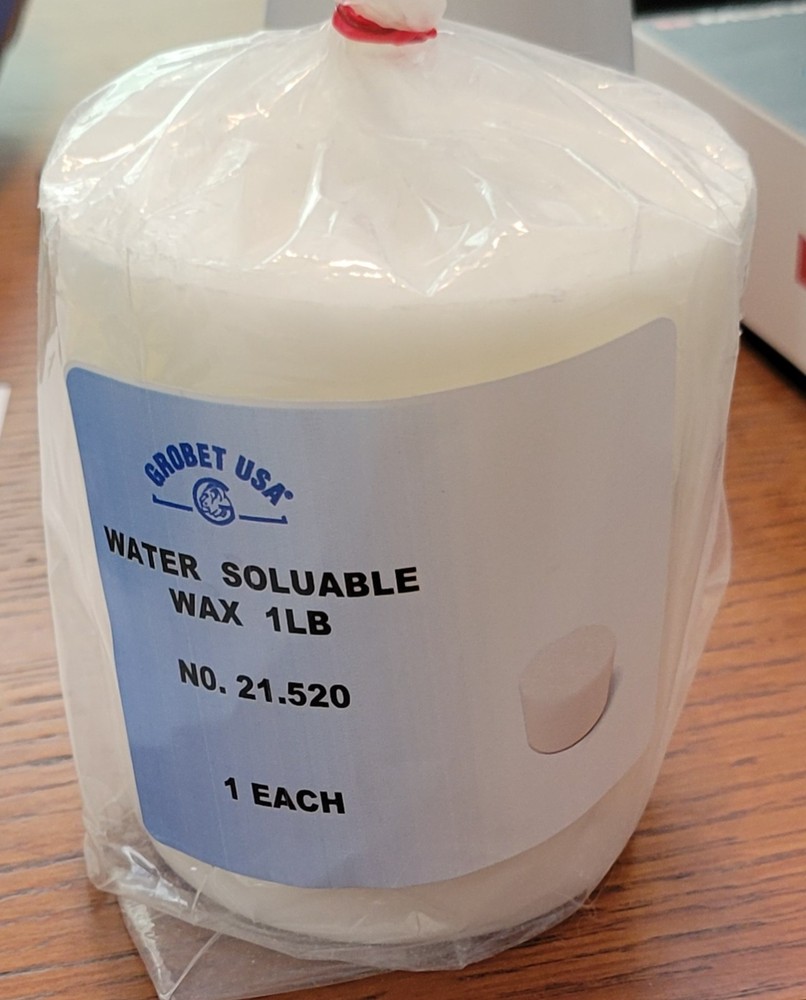 GROBET USA®
WATER SOLUABLE
WAX 1LB
NO. 21.520
1 EACH